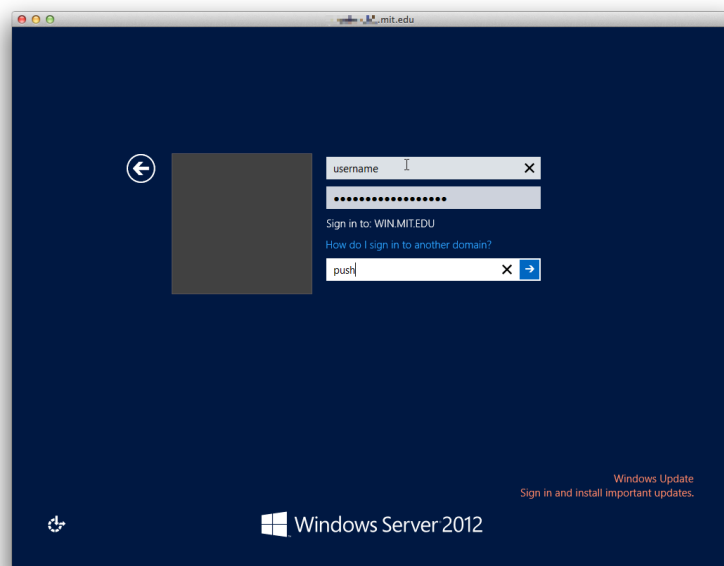 .mit.edu
username
••••••••••••••••••
Sign in to: WIN.MIT.EDU
How do I sign in to another domain?
push
Windows Update
Sign in and install important updates.
Windows Server 2012